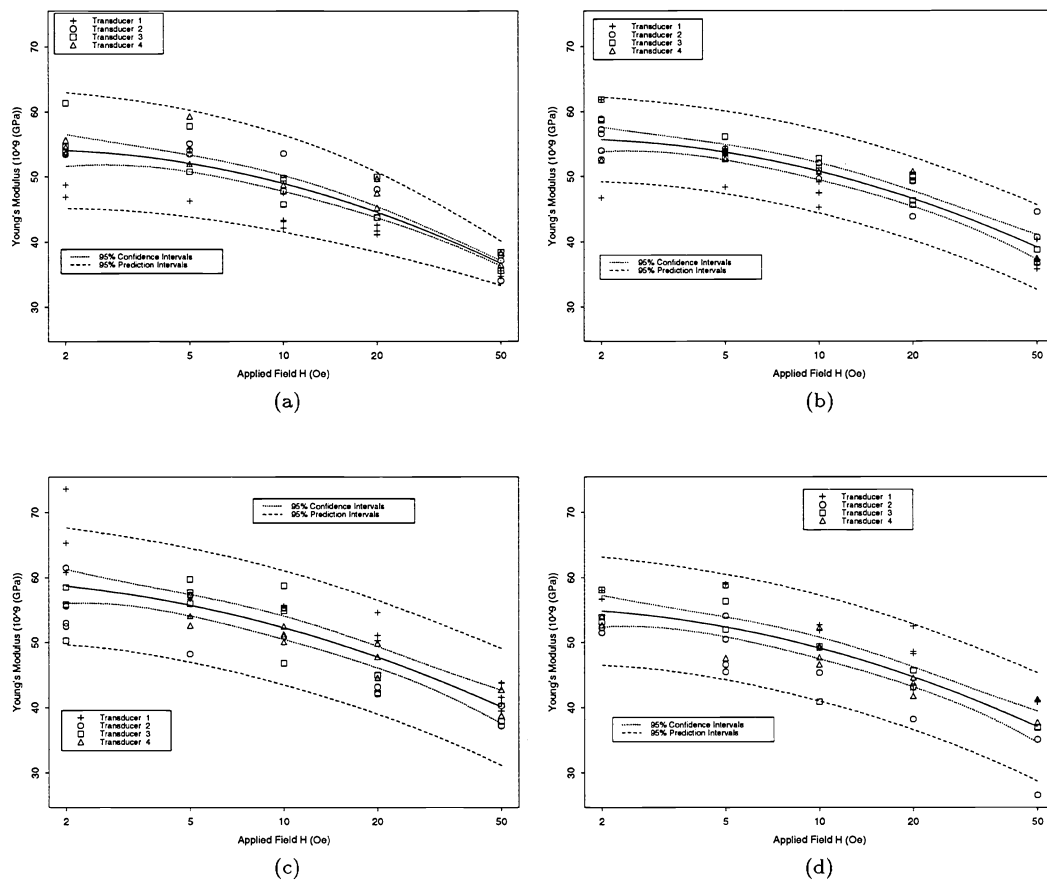 Transducer 1
Transducer 2
Transducer 3
Transducer 4
Young's Modulus (10^9 (GPa))
70
60
50
40
30
95% Confidence Intervals
95% Prediction Intervals
2
5
10
20
50
Applied Field H (Oe)
(a)
Transducer 1
Transducer 2
Transducer 3
Transducer 4
Young's Modulus (10^9 (GPa))
70
60
50
40
30
95% Confidence Intervals
95% Prediction Intervals
2
5
10
20
50
Applied Field H (Oe)
(b)
95% Confidence Intervals
95% Prediction Intervals
Young's Modulus (10^9 (GPa))
70
60
50
40
30
Transducer 1
Transducer 2
Transducer 3
Transducer 4
2
5
10
20
50
Applied Field H (Oe)
(c)
Transducer 1
Transducer 2
Transducer 3
Transducer 4
Young's Modulus (10^9 (GPa))
70
60
50
40
30
95% Confidence Intervals
95% Prediction Intervals
2
5
10
20
50
Applied Field H (Oe)
(d)